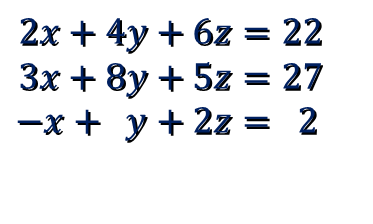 2x + 4y + 6z = 22
3x + 8y + 5z = 27
−x + y + 2z = 2